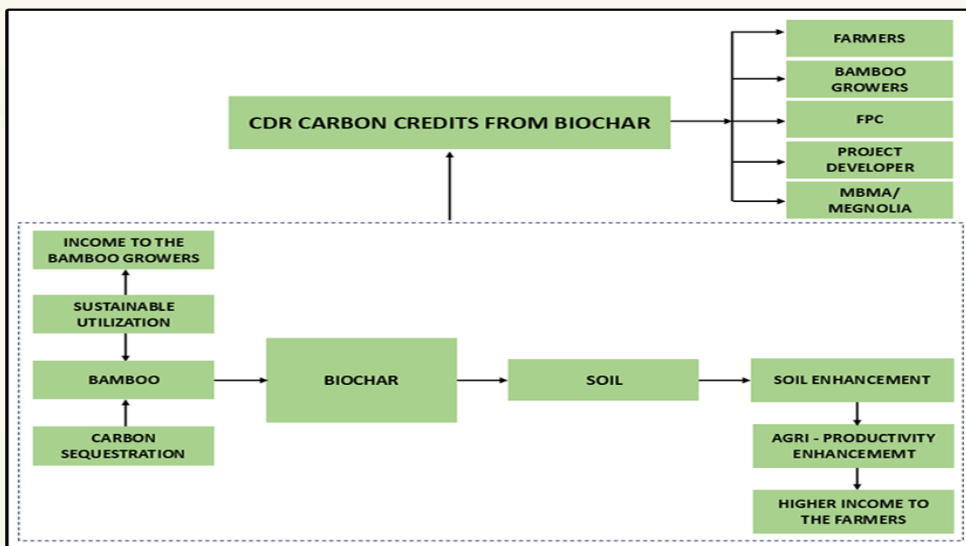 FARMERS
BAMBOO
GROWERS
CDR CARBON CREDITS FROM BIOCHAR
FPC
PROJECT
DEVELOPER
MBMA/
MEGNOLIA
INCOME TO THE
BAMBOO GROWERS
SUSTAINABLE
UTILIZATION
BAMBOO
BIOCHAR
SOIL
SOIL ENHANCEMENT
CARBON
SEQUESTRATION
AGRI - PRODUCTIVITY
ENHANCEMEMT
HIGHER INCOME TO
THE FARMERS